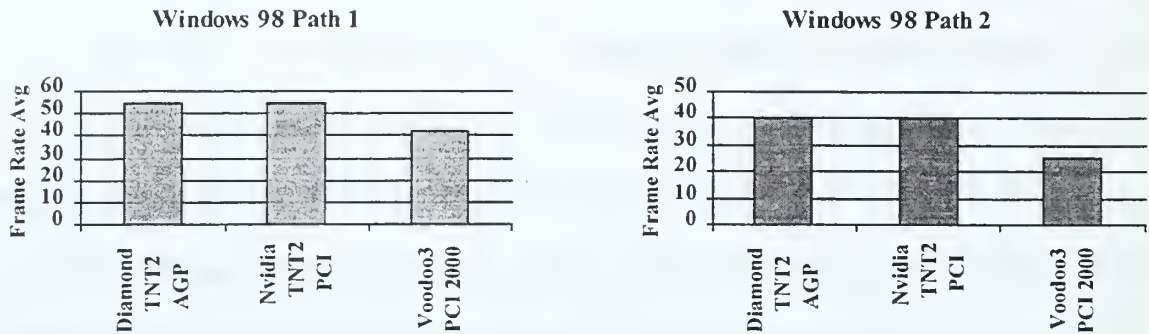 Windows 98 Path 1
Frame Rate Avg
60
50
40
30
20
10
0
Diamond
TNT2
AGP
Nvidia
TNT2
PCI
Voodoo3
PCI 2000
Windows 98 Path 2
Frame Rate Avg
50
40
30
20
10
0
Diamond
TNT2
AGP
Nvidia
TNT2
PCI
Voodoo3
PCI 2000